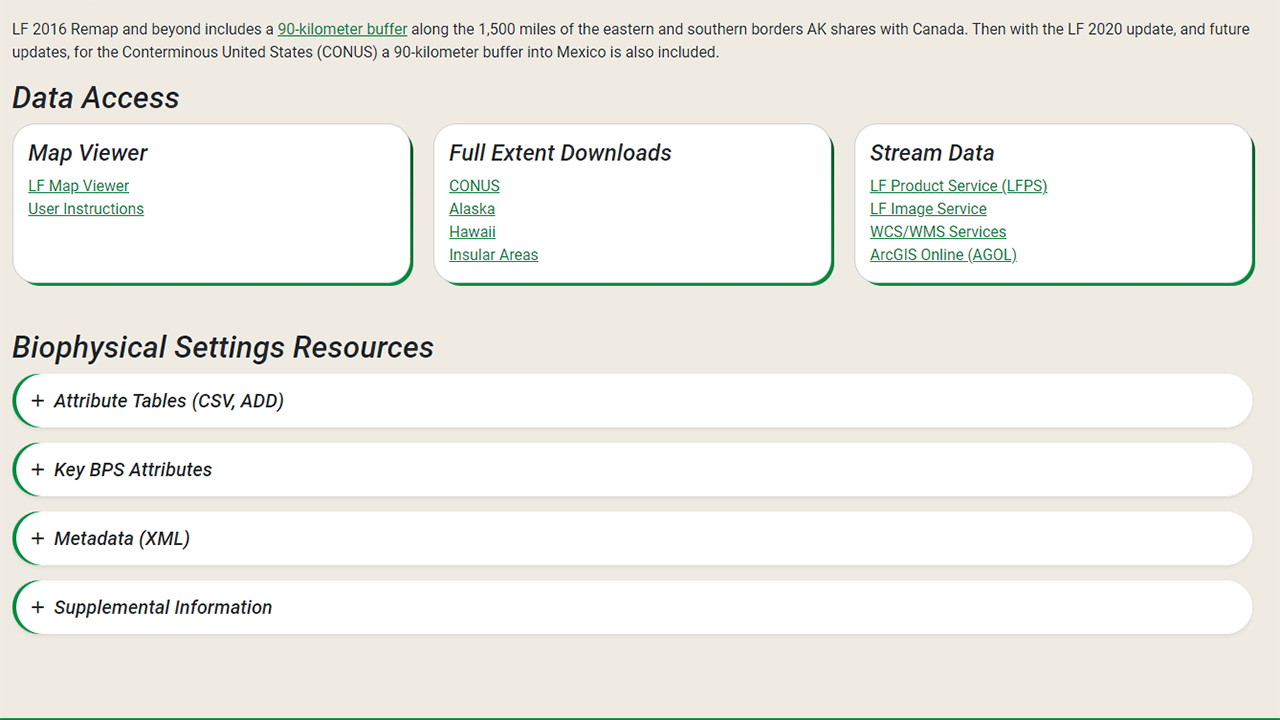 LF 2016 Remap and beyond includes a 90-kilometer buffer along the 1,500 miles of the eastern and southern borders AK shares with Canada. Then with the LF 2020 update, and future
updates, for the Conterminous United States (CONUS) a 90-kilometer buffer into Mexico is also included.
Data Access
Map Viewer
LF Map Viewer
User Instructions
Full Extent Downloads
CONUS
Alaska
Hawaii
Insular Areas
Stream Data
LF Product Service (LFPS)
LF Image Service
WCS/WMS Services
ArcGIS Online (AGOL)
Biophysical Settings Resources
+ Attribute Tables (CSV, ADD)
+ Key BPS Attributes
+ Metadata (XML)
+ Supplemental Information